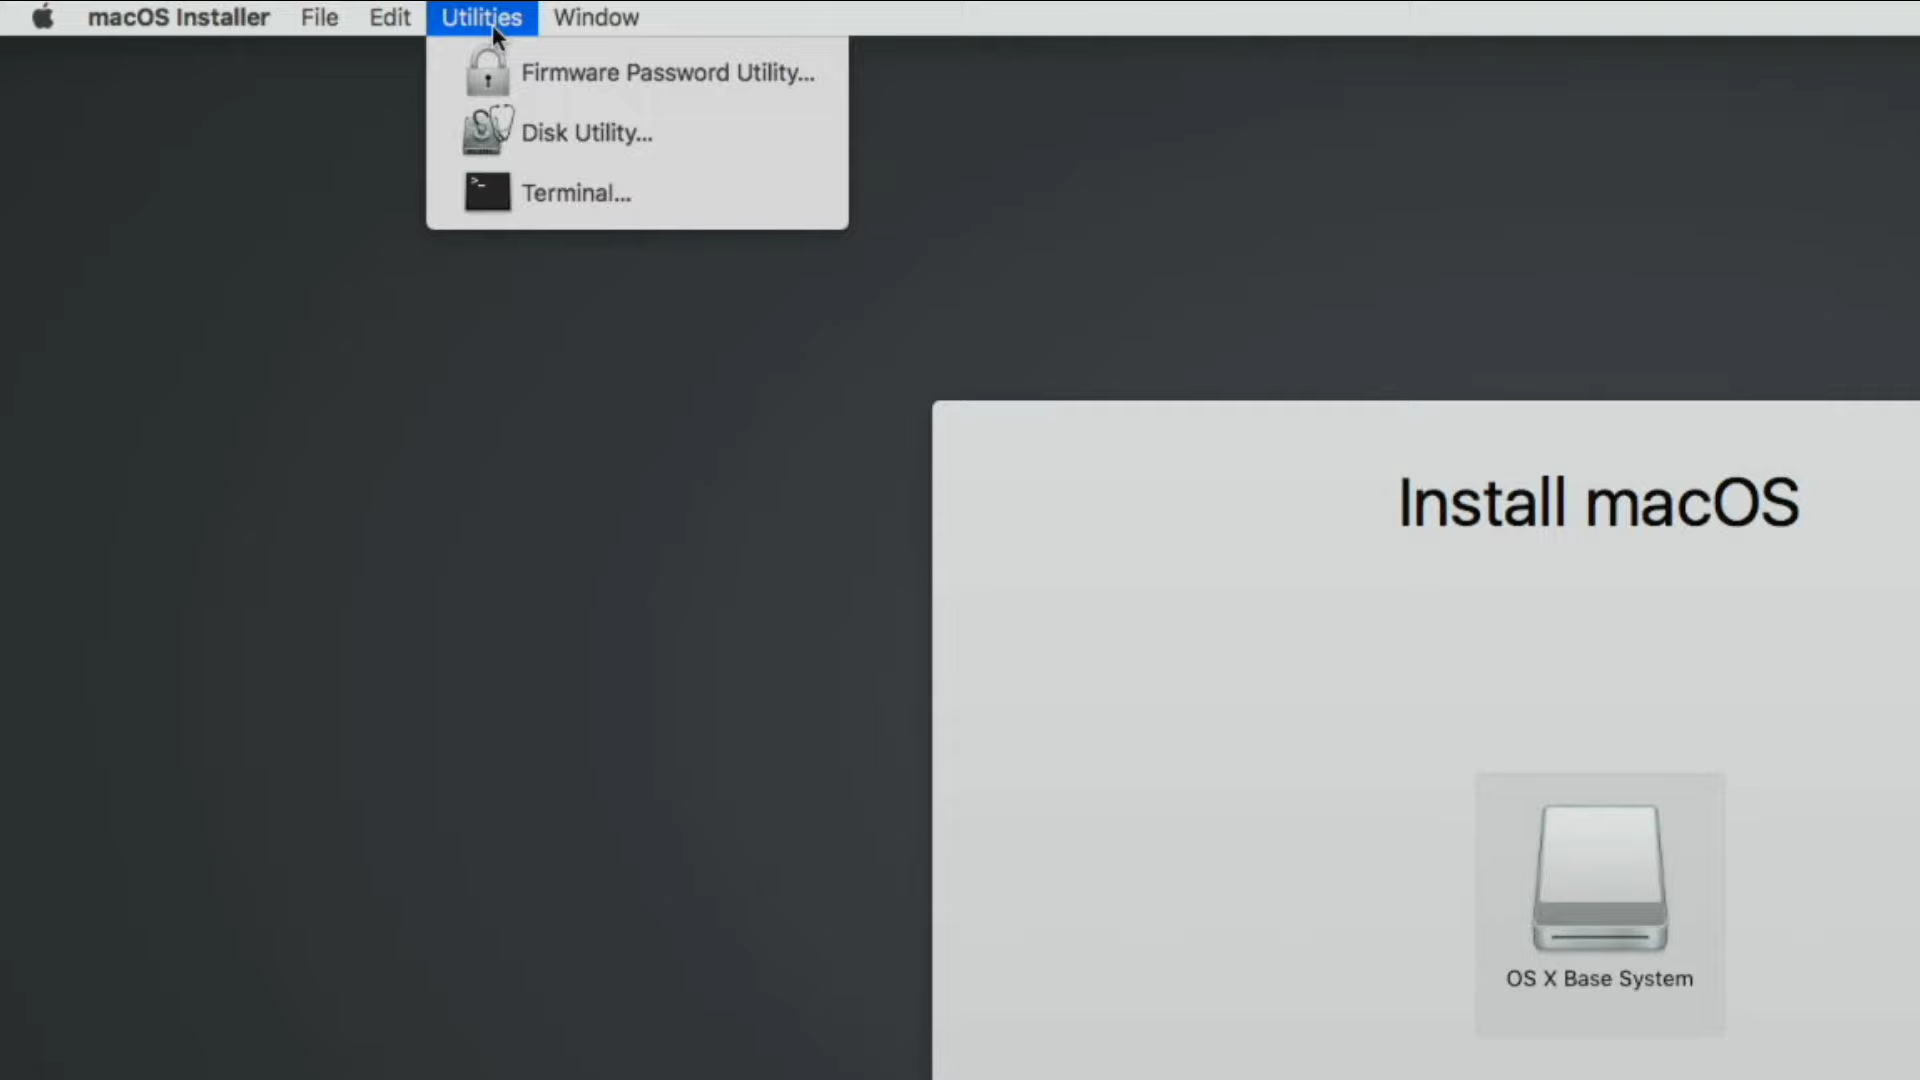 macOS Installer File Edit Utilities Window
Firmware Password Utility...
Disk Utility...
>_ Terminal...
Install macOS
OS X Base System